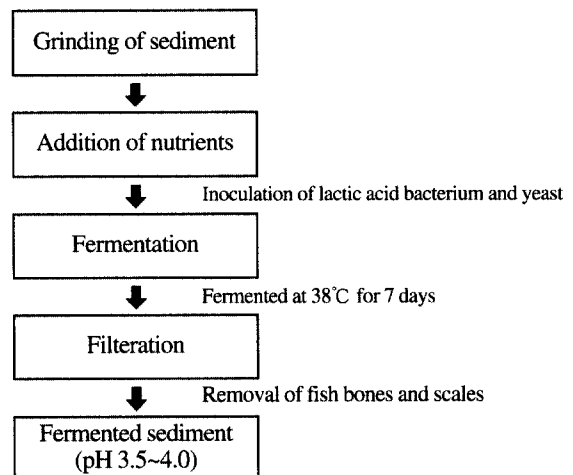 Grinding of sediment
Addition of nutrients
Inoculation of lactic acid bacterium and yeast
Fermentation
Fermented at 38℃ for 7 days
Filteration
Removal of fish bones and scales
Fermented sediment
(pH 3.5~4.0)